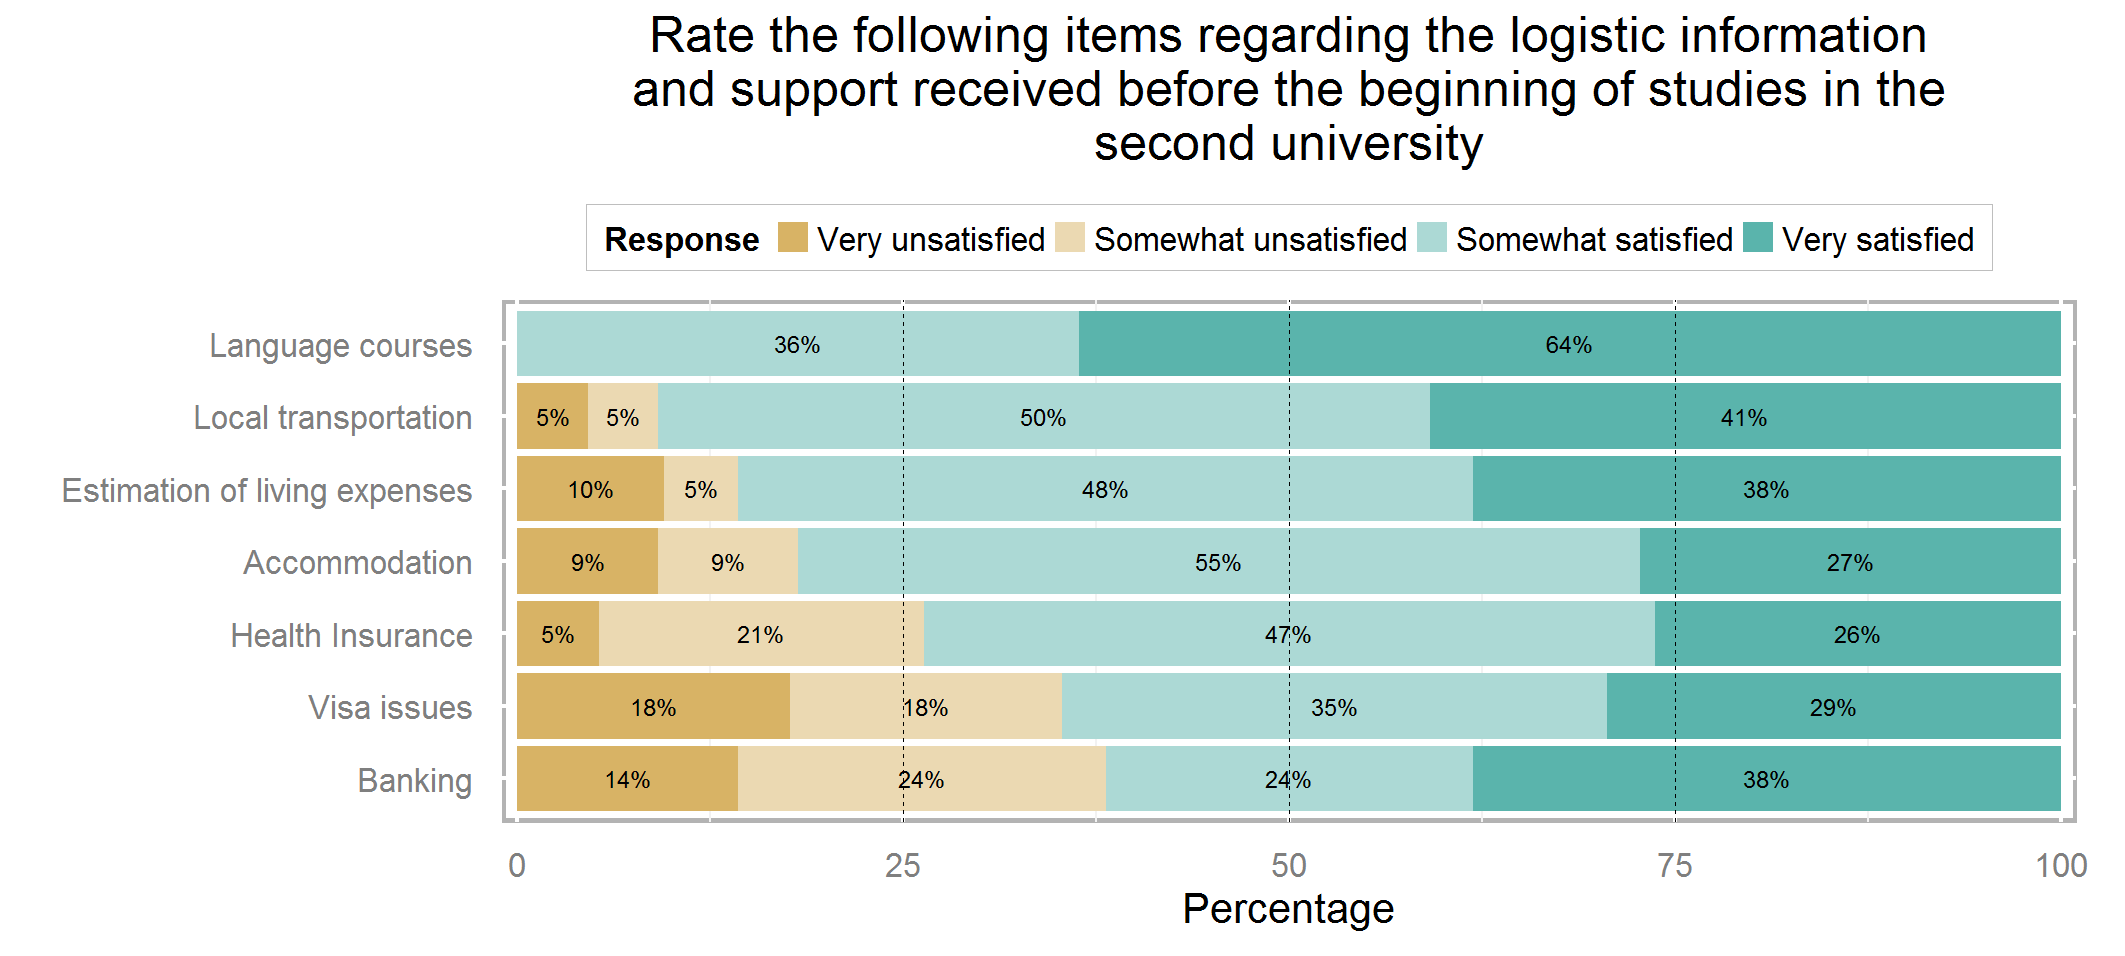 Rate the following items regarding the logistic information
and support received before the beginning of studies in the
second university
Response Very unsatisfied Somewhat unsatisfied Somewhat satisfied Very satisfied
Language courses 36% 64%
Local transportation 5% 5% 50% 41%
Estimation of living expenses 10% 5% 48% 38%
Accommodation 9% 9% 55% 27%
Health Insurance 5% 21% 47% 26%
Visa issues 18% 18% 35% 29%
Banking 14% 24% 24% 38%
0 25 50 75 100
Percentage